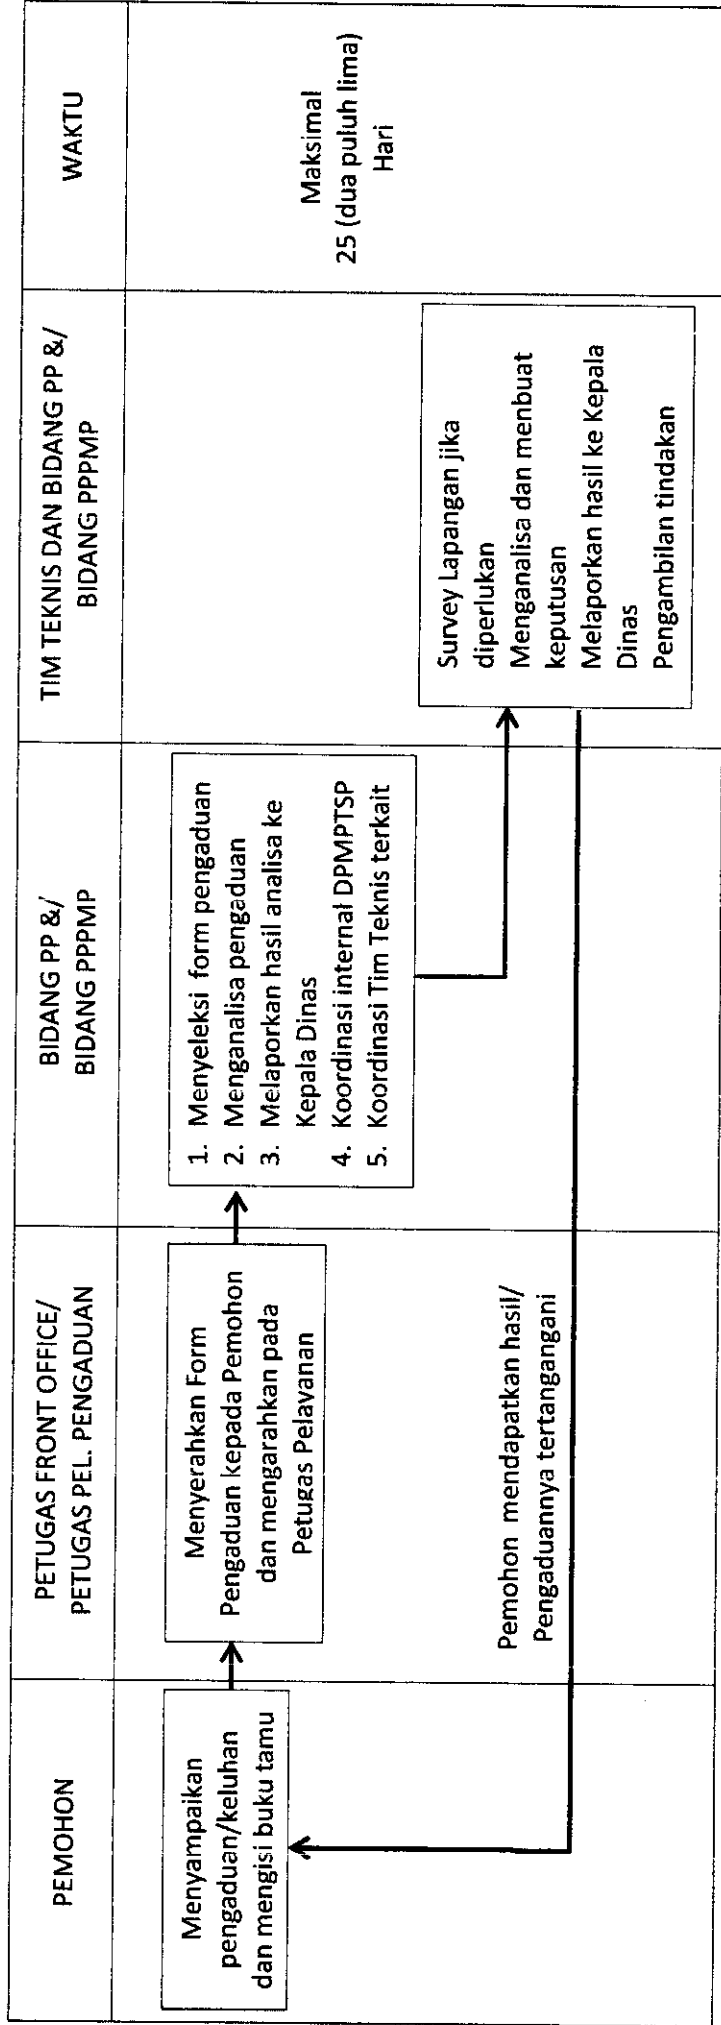 PEMOHON
PETUGAS FRONT OFFICE/
PETUGAS PEL. PENGADUAN
BIDANG PP &/
BIDANG PPPMP
TIM TEKNIS DAN BIDANG PP &/
BIDANG PPPMP
WAKTU
Menyampaikan
pengaduan/keluhan
dan mengisi buku tamu
Menyerahkan Form
Pengaduan kepada Pemohon
dan mengarahkan pada
Petugas Pelayanan
1. Menyeleksi form pengaduan
2. Menganalisa pengaduan
3. Melaporkan hasil analisa ke
Kepala Dinas
4. Koordinasi internal DPMPTSP
5. Koordinasi Tim Teknis terkait
Survey Lapangan jika
diperlukan
Menganalisa dan menbuat
keputusan
Melaporkan hasil ke Kepala
Dinas
Pengambilan tindakan
Maksimal
25 (dua puluh lima)
Hari
Pemohon mendapatkan hasil/
Pengaduannya tertangangani